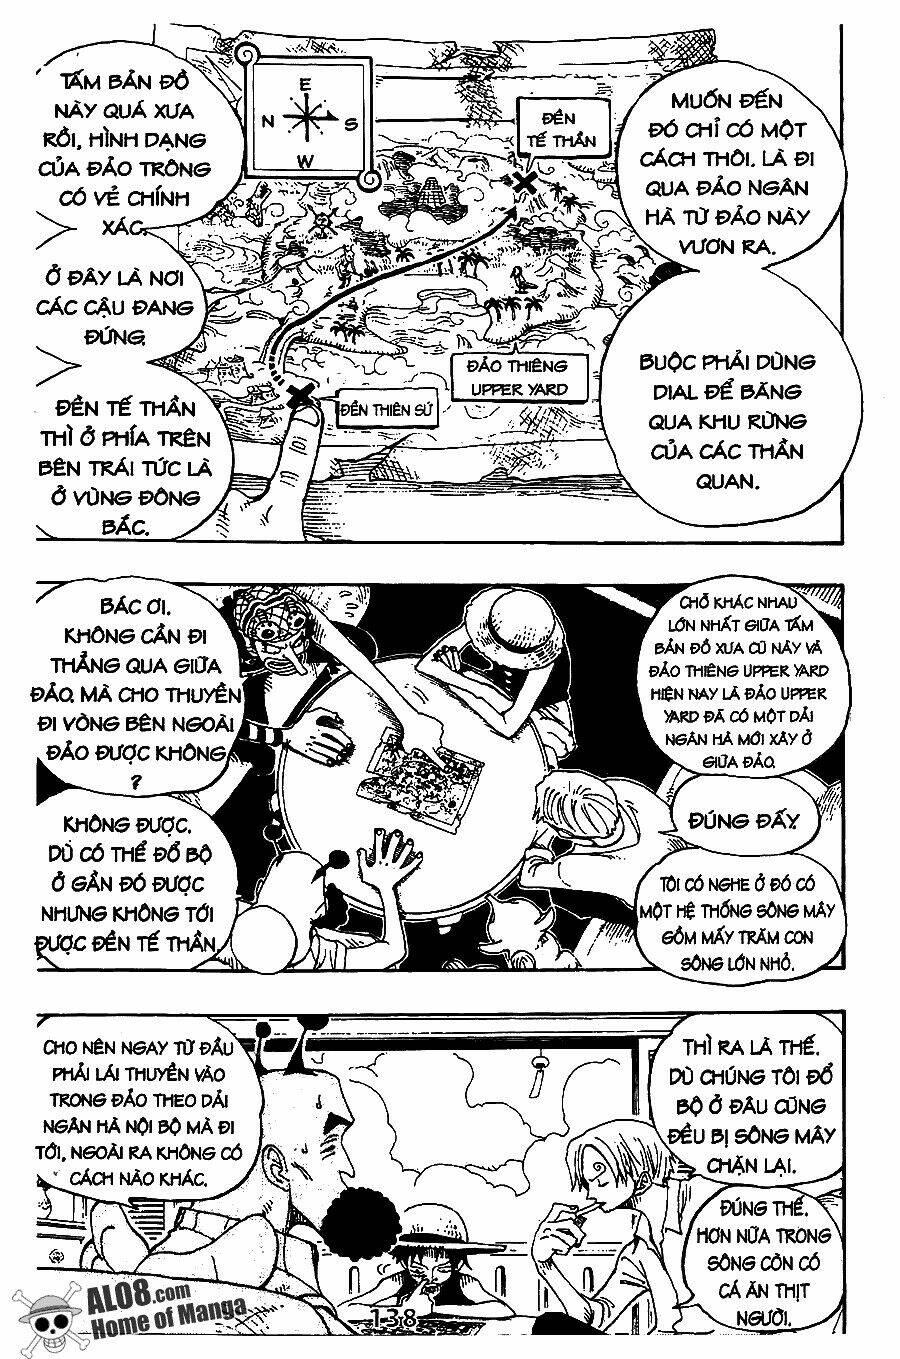 TẤM BẢN ĐỒ
NÀY QUÁ XƯA
RỒI, HÌNH DẠNG
CỦA ĐẢO TRÔNG
CÓ VẺ CHÍNH
XÁC.
Ở ĐÂY LÀ NƠI
CÁC CẬU ĐANG
ĐỨNG.
ĐỀN TẾ THẦN
THÌ Ở PHÍA TRÊN
BÊN TRÁI TỨC LÀ
Ở VÙNG ĐÔNG
BẮC.
E
N S
W
ĐỀN
TẾ THẦN
ĐẢO THIÊNG
UPPER YARD
ĐỀN THIÊN SỨ
MUỐN ĐẾN
ĐÓ CHỈ CÓ MỘT
CÁCH THÔI. LÀ ĐI
QUA ĐẢO NGÂN
HÀ TỪ ĐẢO NÀY
VƯƠN RA.
BUỘC PHẢI DÙNG
DIAL ĐỂ BĂNG
QUA KHU RỪNG
CỦA CÁC THẦN
QUAN.
BÁC ƠI.
KHÔNG CẦN ĐI
THẲNG QUA GIỮA
ĐẢO. MÀ CHO THUYỀN
ĐI VÒNG BÊN NGOÀI
ĐẢO ĐƯỢC KHÔNG
?
KHÔNG ĐƯỢC.
DÙ CÓ THỂ ĐỔ BỘ
Ở GẦN ĐÓ ĐƯỢC
NHƯNG KHÔNG TỚI
ĐƯỢC ĐỀN TẾ THẦN.
CHỖ KHÁC NHAU
LỚN NHẤT GIỮA TẤM
BẢN ĐỒ XƯA CŨ NÀY VÀ
ĐẢO THIÊNG UPPER YARD
HIỆN NAY LÀ ĐẢO UPPER
YARD ĐÃ CÓ MỘT DẢI
NGÂN HÀ MỚI XÂY Ở
GIỮA ĐẢO.
ĐÚNG ĐẤY.
TÔI CÓ NGHE Ở ĐÓ CÓ
MỘT HỆ THỐNG SÔNG MÂY
GỒM MẤY TRĂM CON
SÔNG LỚN NHỎ.
CHO NÊN NGAY TỪ ĐẦU
PHẢI LÁI THUYỀN VÀO
TRONG ĐẢO THEO DẢI
NGÂN HÀ NỘI BỘ MÀ ĐI
TỚI, NGOÀI RA KHÔNG CÓ
CÁCH NÀO KHÁC.
THÌ RA LÀ THẾ.
DÙ CHÚNG TÔI ĐỔ
BỘ Ở ĐÂU CŨNG
ĐỀU BỊ SÔNG MÂY
CHẶN LẠI.
ĐÚNG THẾ.
HƠN NỮA TRONG
SÔNG CÒN CÓ
CÁ ĂN THỊT
NGƯỜI.
ALO8.com
Home of Manga
138